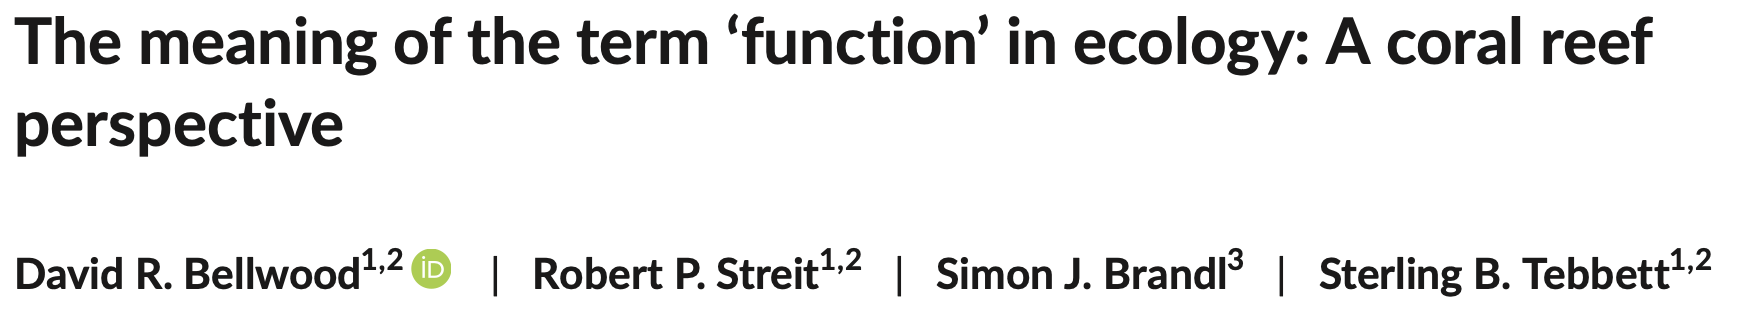 The meaning of the term ‘function’ in ecology: A coral reef
perspective
David R. Bellwood1,2 iD | Robert P. Streit1,2 | Simon J. Brandl3 | Sterling B. Tebbett1,2